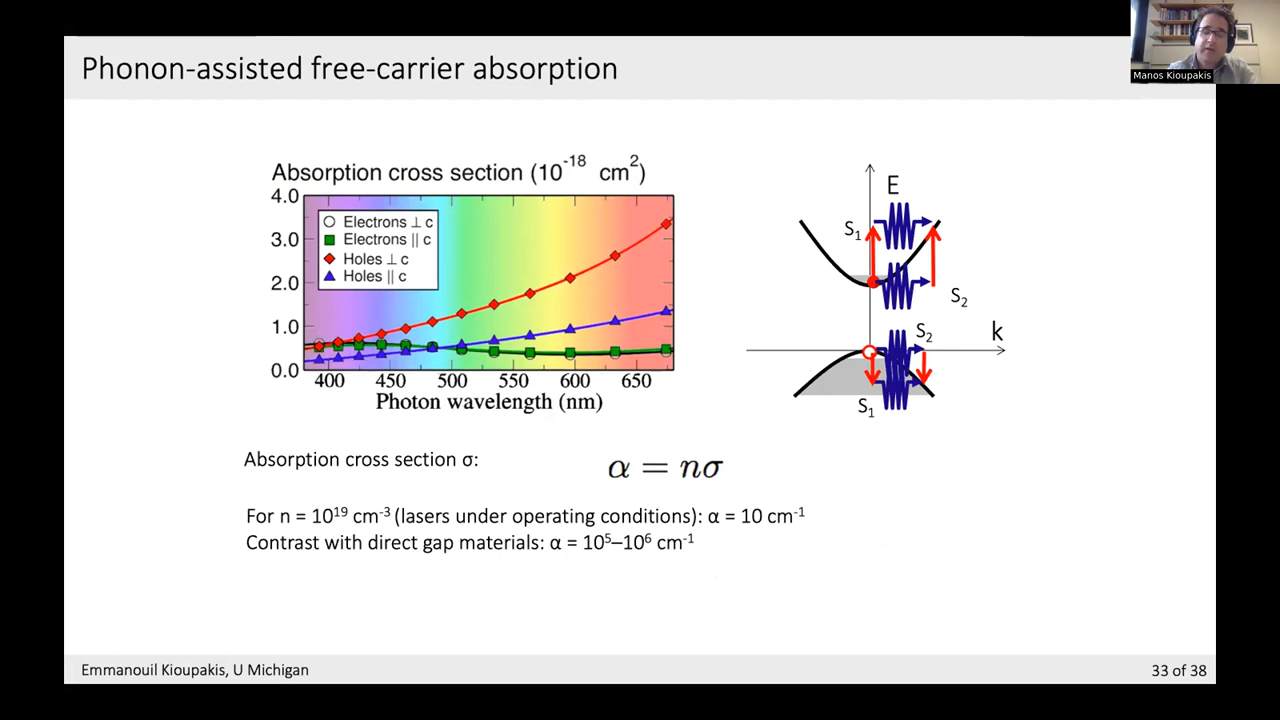 Phonon-assisted free-carrier absorption
Manos Kioupakis
Absorption cross section (10⁻¹⁸ cm²)
4.0
3.0
2.0
1.0
0.0
Electrons ⊥ c
Electrons || c
Holes ⊥ c
Holes || c
400 450 500 550 600 650
Photon wavelength (nm)
E
S₁
S₂
k
S₂
S₁
Absorption cross section σ:
α = nσ
For n = 10¹⁹ cm⁻³ (lasers under operating conditions): α = 10 cm⁻¹
Contrast with direct gap materials: α = 10⁵–10⁶ cm⁻¹
Emmanouil Kioupakis, U Michigan
33 of 38